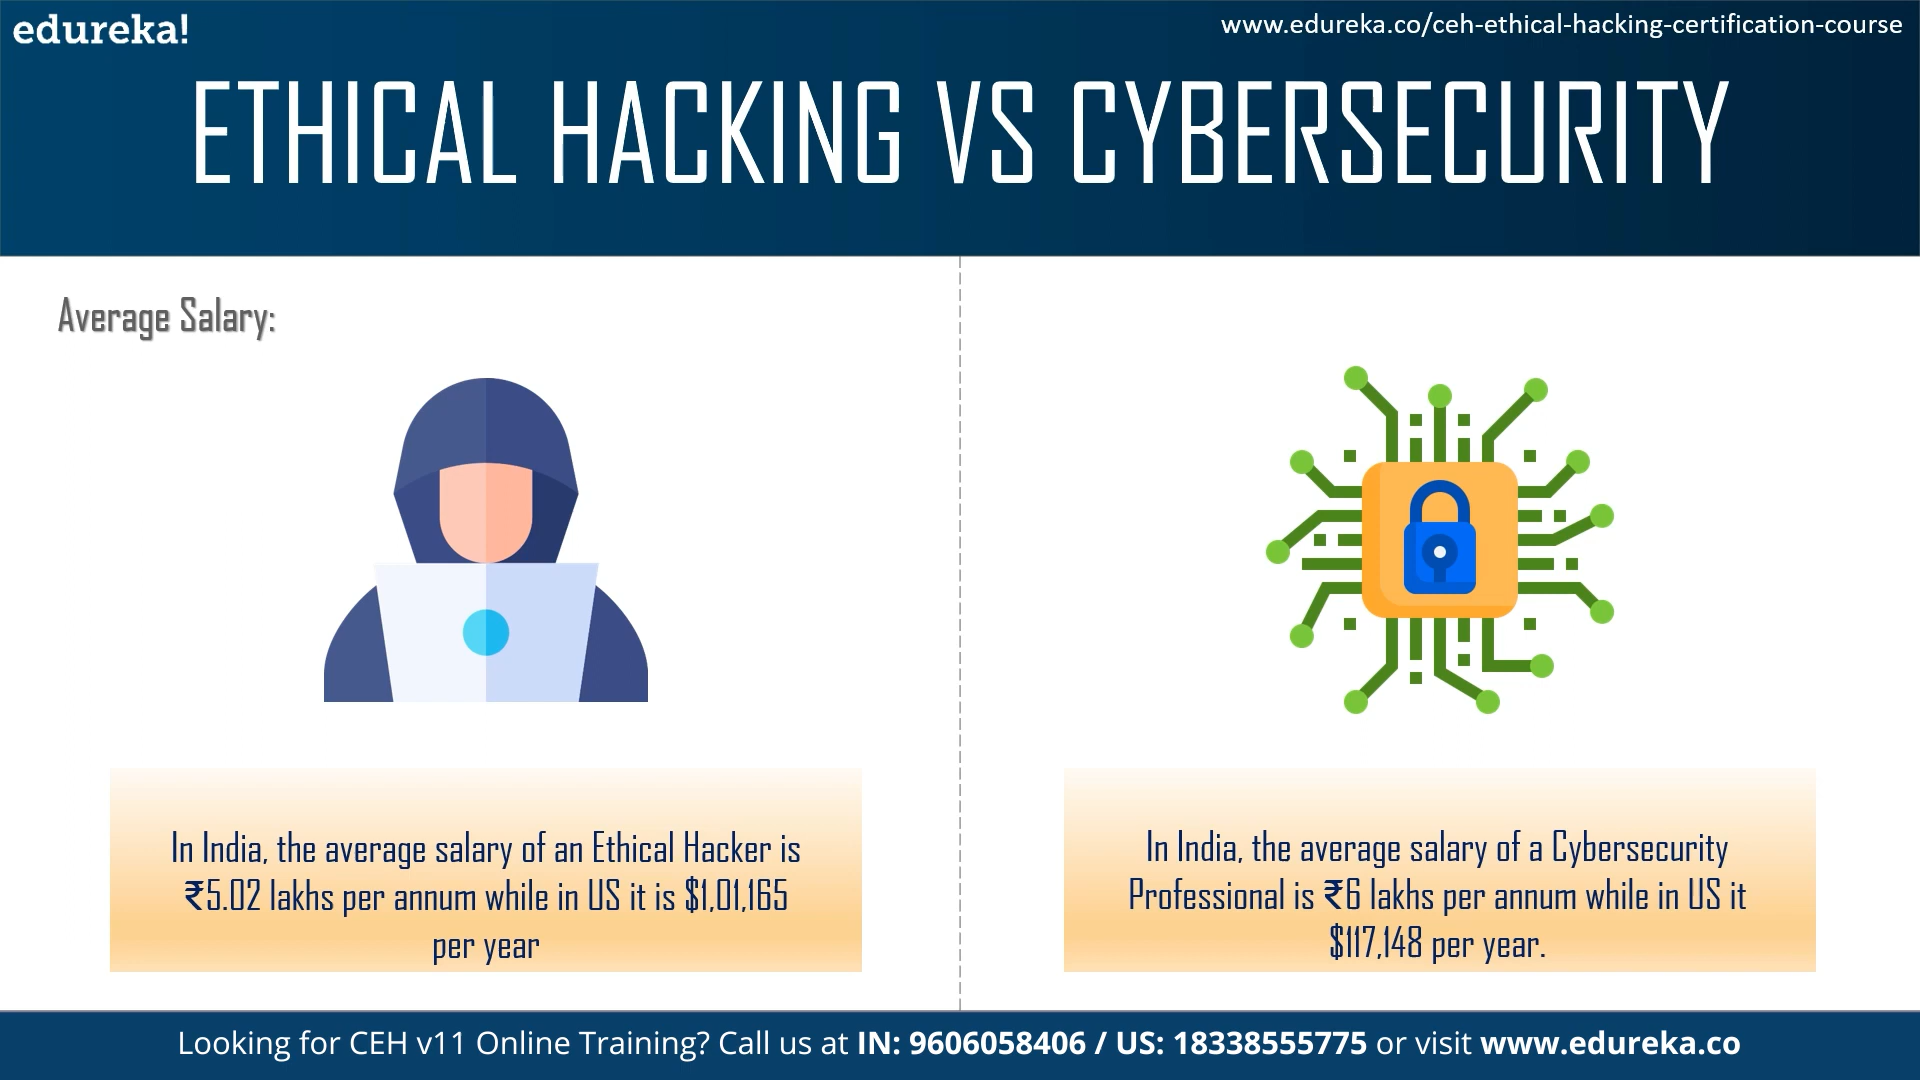 edureka!
www.edureka.co/ceh-ethical-hacking-certification-course
ETHICAL HACKING VS CYBERSECURITY
Average Salary:
In India, the average salary of an Ethical Hacker is
₹5.02 lakhs per annum while in US it is $1,01,165
per year
In India, the average salary of a Cybersecurity
Professional is ₹6 lakhs per annum while in US it
$117,148 per year.
Looking for CEH v11 Online Training? Call us at IN: 9606058406 / US: 18338555775 or visit www.edureka.co